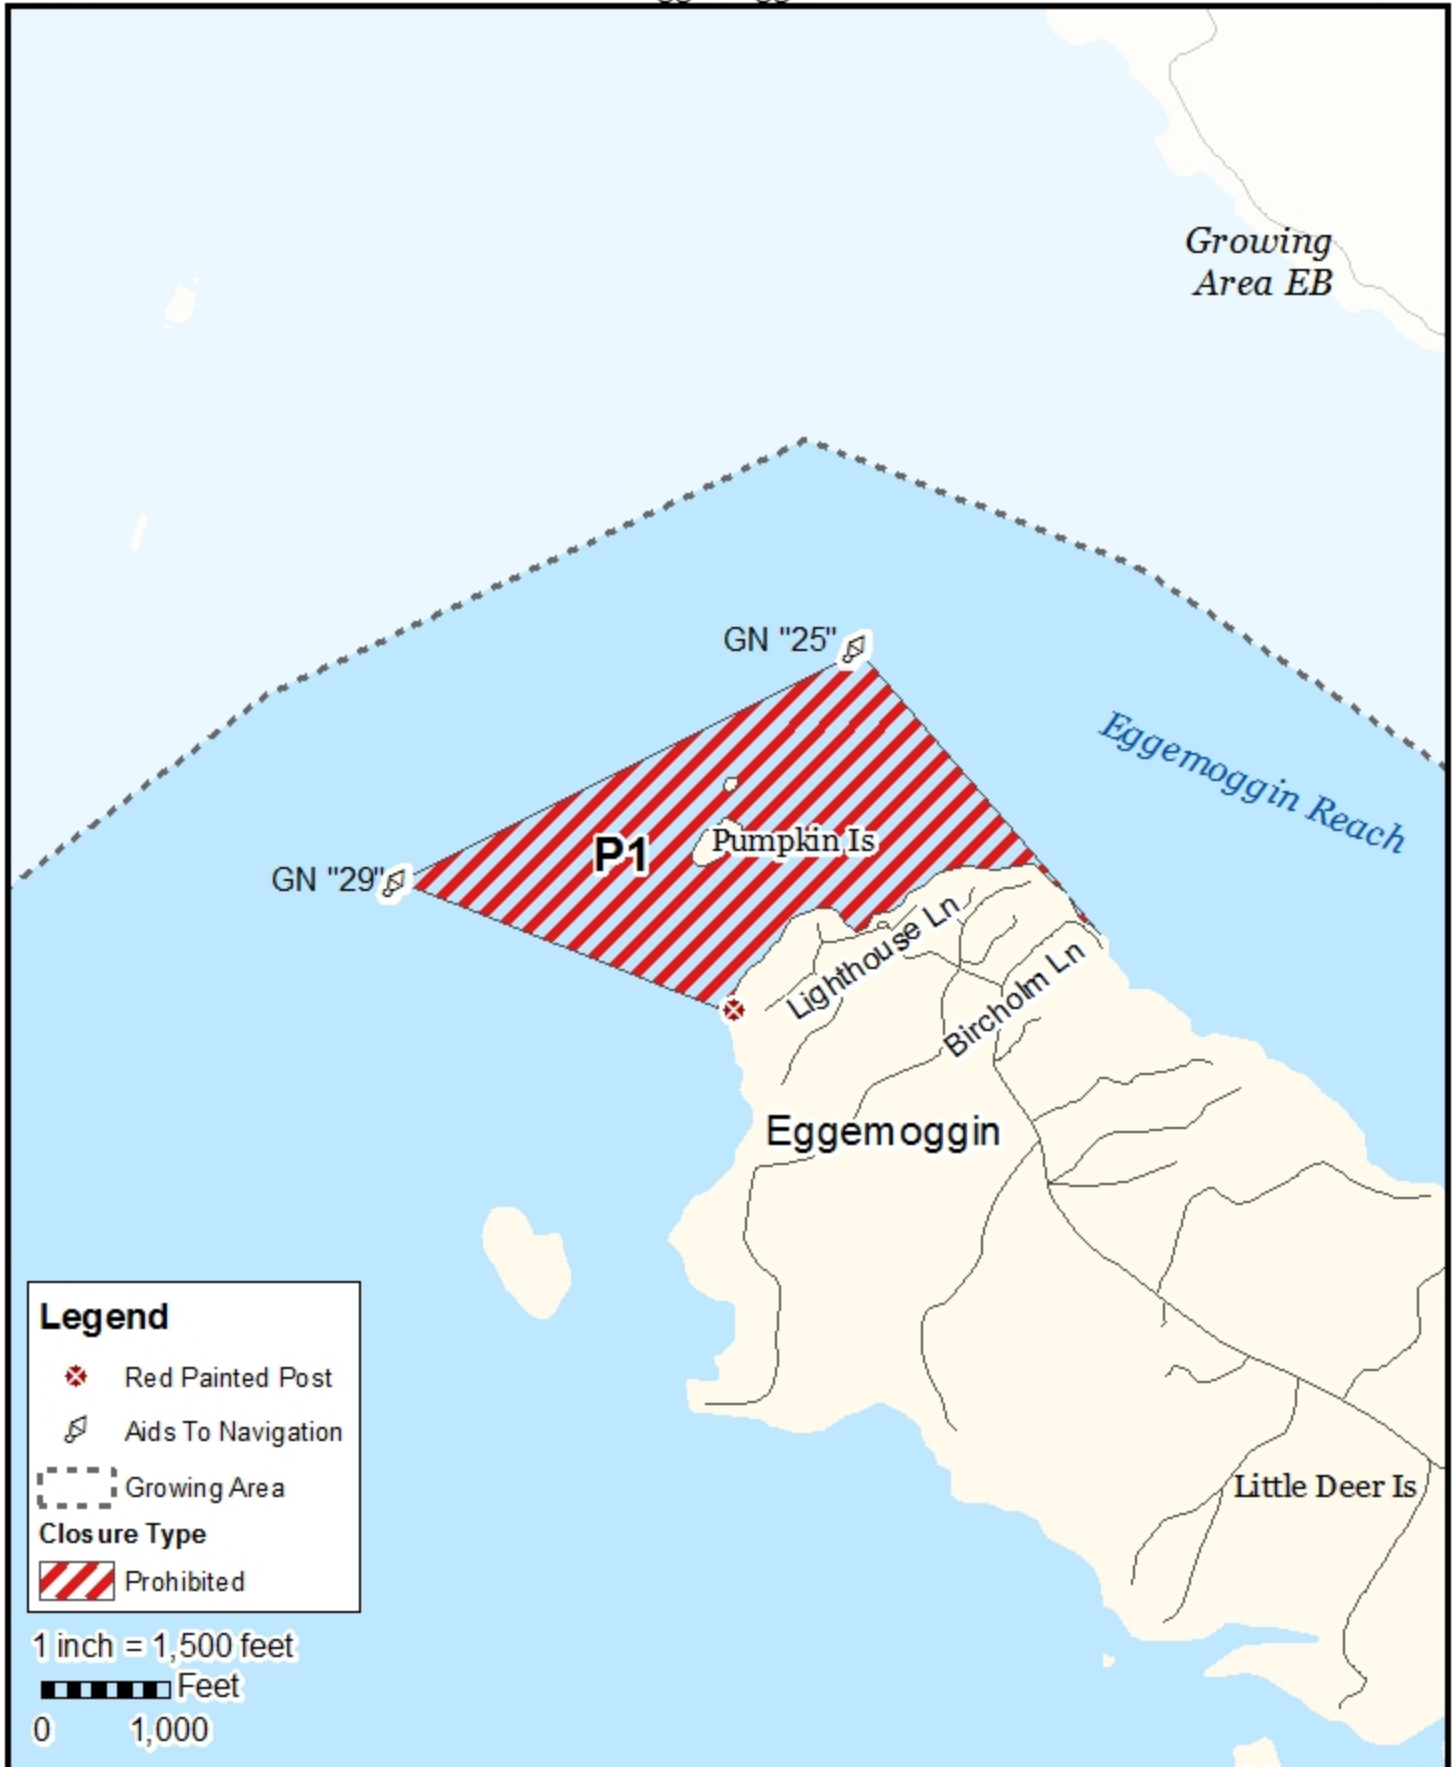 Growing
Area EB
GN "25"
Eggemoggin Reach
P1
Pumpkin Is
GN "29"
Lighthouse Ln
Bircholm Ln
Eggemoggin
Legend
Red Painted Post
Aids To Navigation
Growing Area
Closure Type
Prohibited
Little Deer Is
1 inch = 1,500 feet
Feet
0 1,000